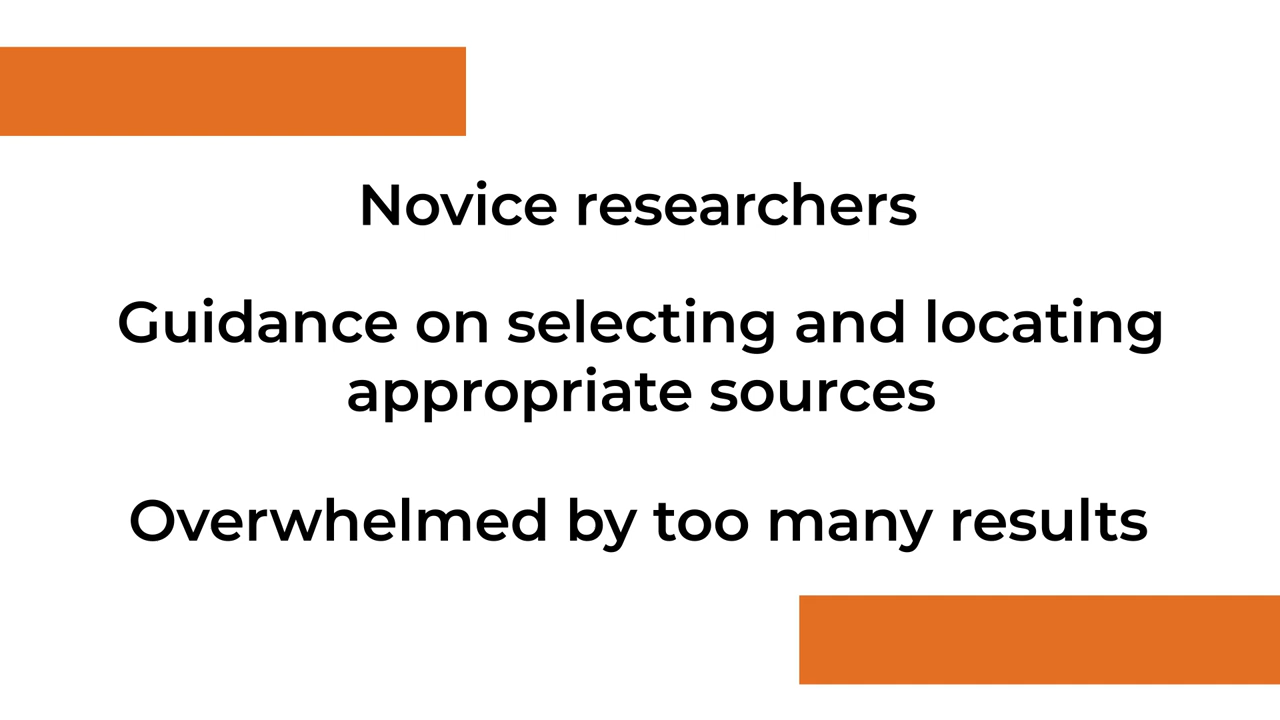 Novice researchers
Guidance on selecting and locating
appropriate sources
Overwhelmed by too many results